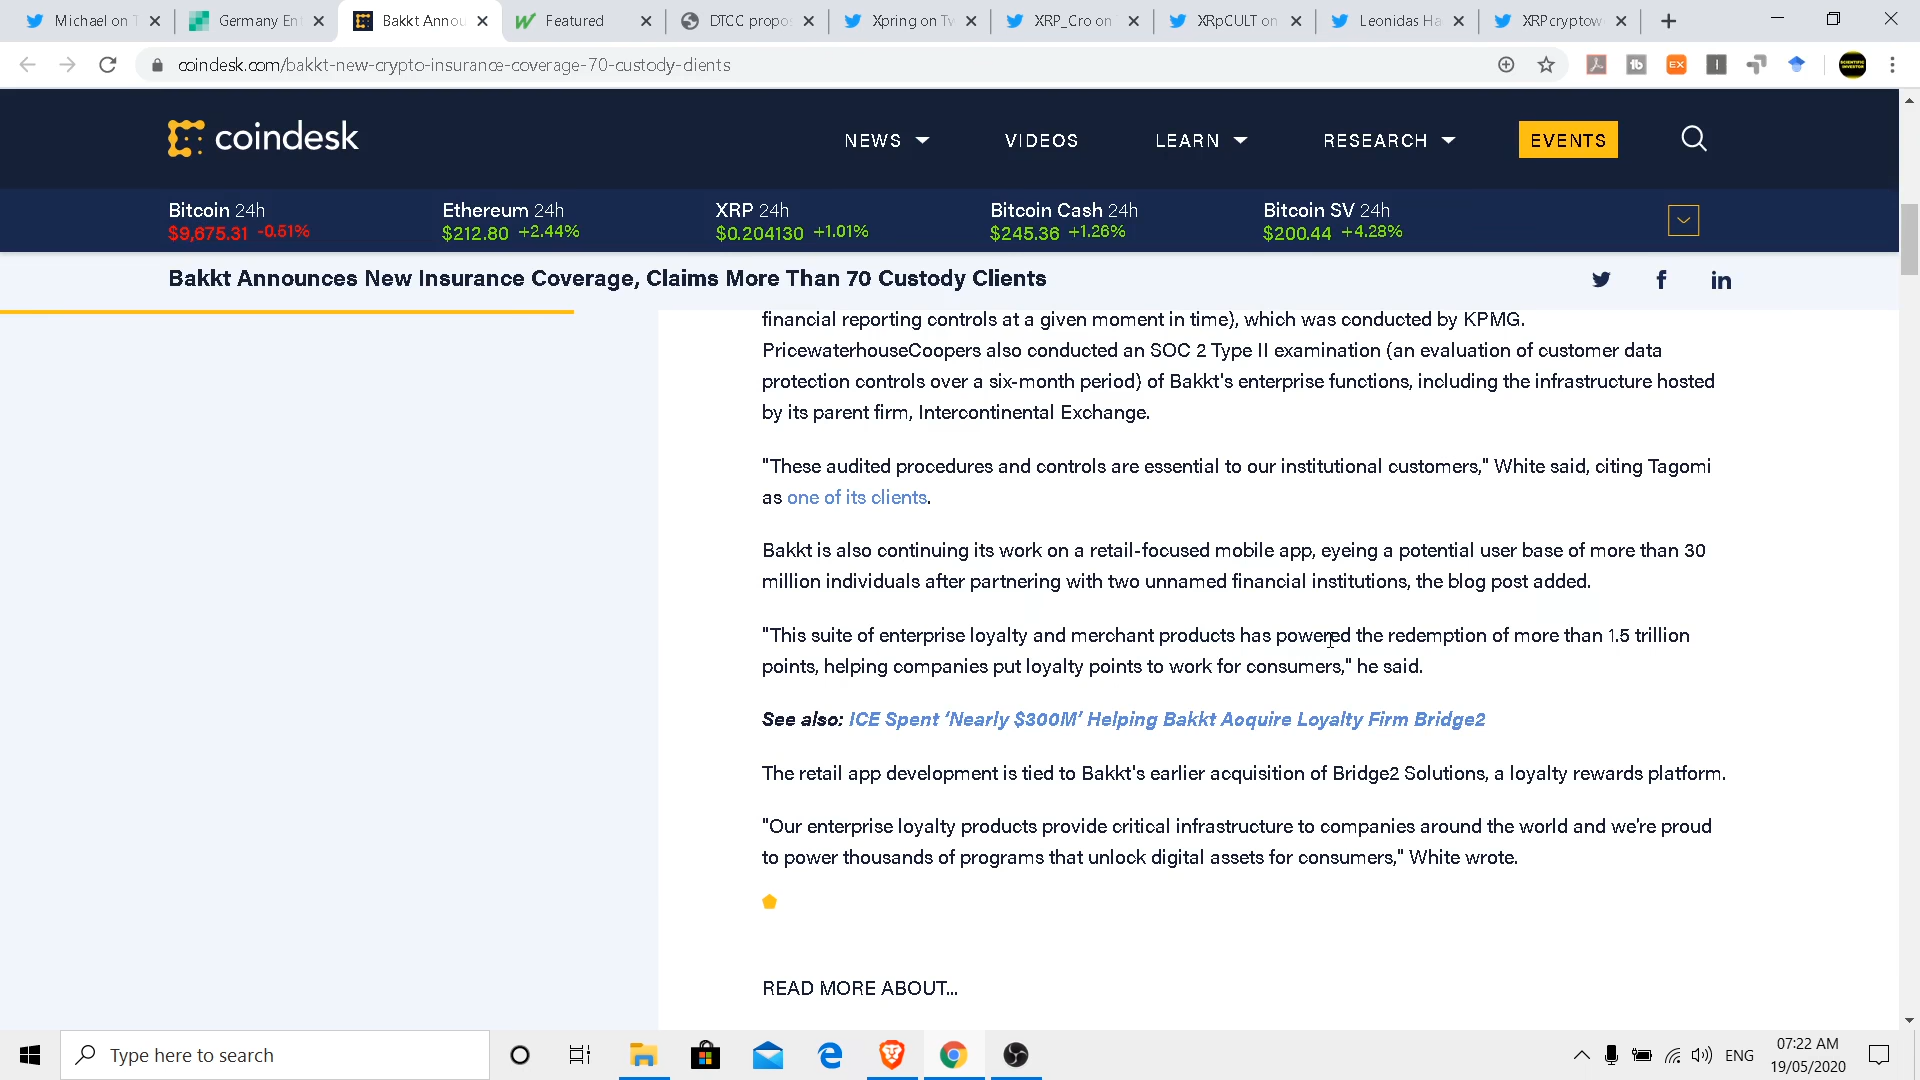 Michael on T
Germany En
Bakkt Annou
Featured
DTCC propo
Xpring on Tw
XRP_Cro on
XRpCULT on
Leonidas Ha
XRPcryptow
coindesk.com/bakkt-new-crypto-insurance-coverage-70-custody-clients
coindesk
NEWS
VIDEOS
LEARN
RESEARCH
EVENTS
Bitcoin 24h
$9,675.31 -0.51%
Ethereum 24h
$212.80 +2.44%
XRP 24h
$0.204130 +1.01%
Bitcoin Cash 24h
$245.36 +1.26%
Bitcoin SV 24h
$200.44 +4.28%
Bakkt Announces New Insurance Coverage, Claims More Than 70 Custody Clients
financial reporting controls at a given moment in time), which was conducted by KPMG.
PricewaterhouseCoopers also conducted an SOC 2 Type II examination (an evaluation of customer data
protection controls over a six-month period) of Bakkt's enterprise functions, including the infrastructure hosted
by its parent firm, Intercontinental Exchange.
"These audited procedures and controls are essential to our institutional customers," White said, citing Tagomi
as one of its clients.
Bakkt is also continuing its work on a retail-focused mobile app, eyeing a potential user base of more than 30
million individuals after partnering with two unnamed financial institutions, the blog post added.
"This suite of enterprise loyalty and merchant products has powered the redemption of more than 1.5 trillion
points, helping companies put loyalty points to work for consumers," he said.
See also: ICE Spent ‘Nearly $300M’ Helping Bakkt Acquire Loyalty Firm Bridge2
The retail app development is tied to Bakkt's earlier acquisition of Bridge2 Solutions, a loyalty rewards platform.
"Our enterprise loyalty products provide critical infrastructure to companies around the world and we're proud
to power thousands of programs that unlock digital assets for consumers," White wrote.
READ MORE ABOUT...
Type here to search
ENG
07:22 AM
19/05/2020